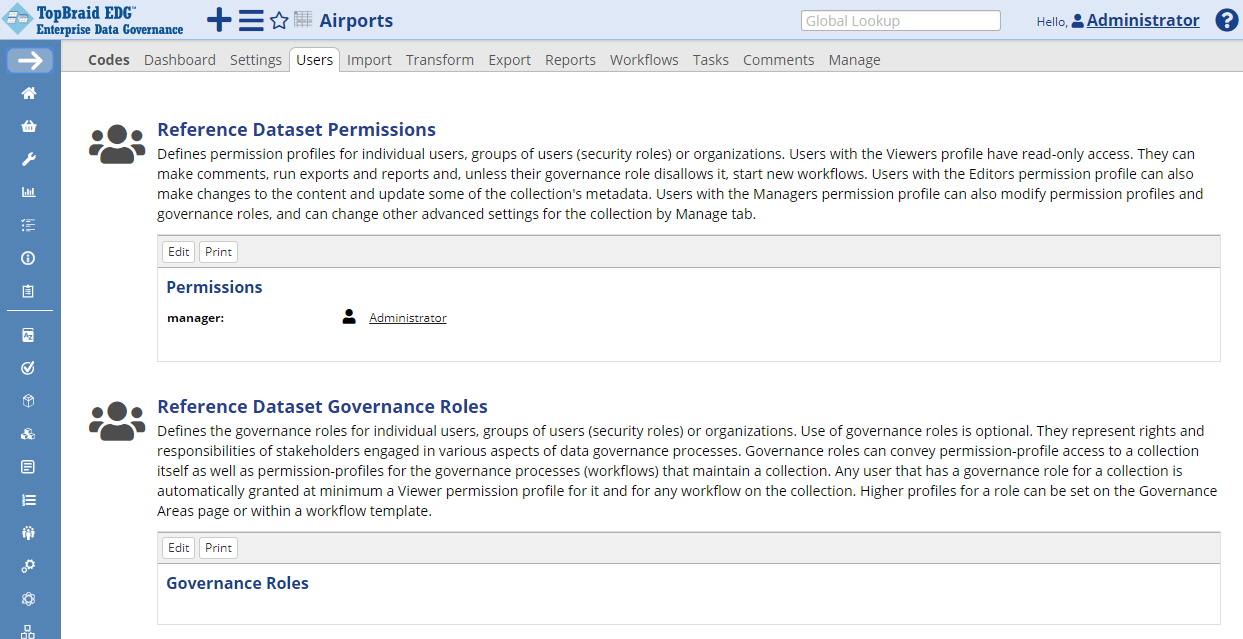 TopBraid EDG™
Enterprise Data Governance
Airports
Global Lookup
Hello, Administrator
?
Codes Dashboard Settings Users Import Transform Export Reports Workflows Tasks Comments Manage
Reference Dataset Permissions
Defines permission profiles for individual users, groups of users (security roles) or organizations. Users with the Viewers profile have read-only access. They can
make comments, run exports and reports and, unless their governance role disallows it, start new workflows. Users with the Editors permission profile can also
make changes to the content and update some of the collection's metadata. Users with the Managers permission profile can also modify permission profiles and
governance roles, and can change other advanced settings for the collection by Manage tab.
Edit Print
Permissions
manager: Administrator
Reference Dataset Governance Roles
Defines the governance roles for individual users, groups of users (security roles) or organizations. Use of governance roles is optional. They represent rights and
responsibilities of stakeholders engaged in various aspects of data governance processes. Governance roles can convey permission-profile access to a collection
itself as well as permission-profiles for the governance processes (workflows) that maintain a collection. Any user that has a governance role for a collection is
automatically granted at minimum a Viewer permission profile for it and for any workflow on the collection. Higher profiles for a role can be set on the Governance
Areas page or within a workflow template.
Edit Print
Governance Roles